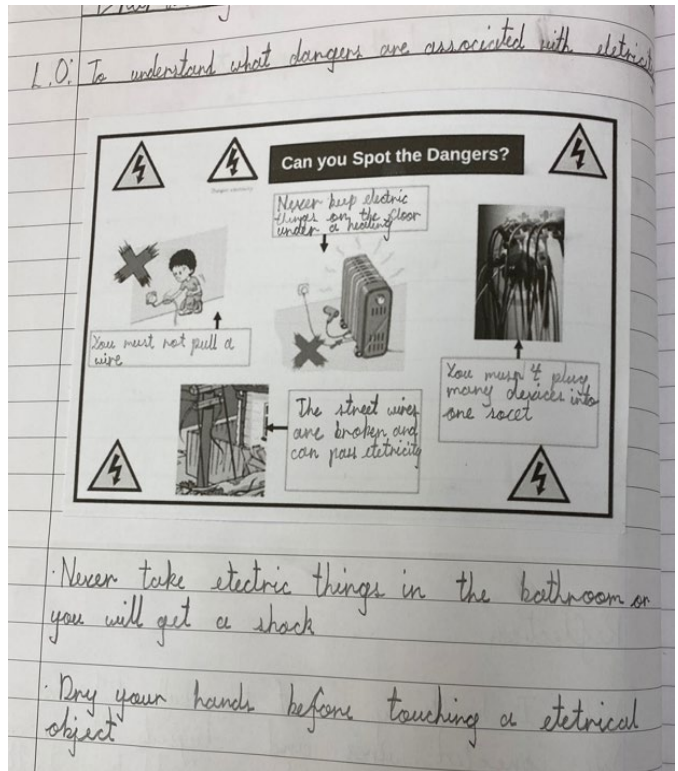 L.O: To understand what dangers are associated with eletricit
Can you Spot the Dangers?
Danger electricity
Never keep electric
things on the floor
under a heating
You must not pull a
wire
You musn't plug
many devices into
one socet
The street wires
are broken and
can pass eletricity
· Never take electric things in the bathroom or
you will get a shock
· Dry your hands before touching a eletrical
object